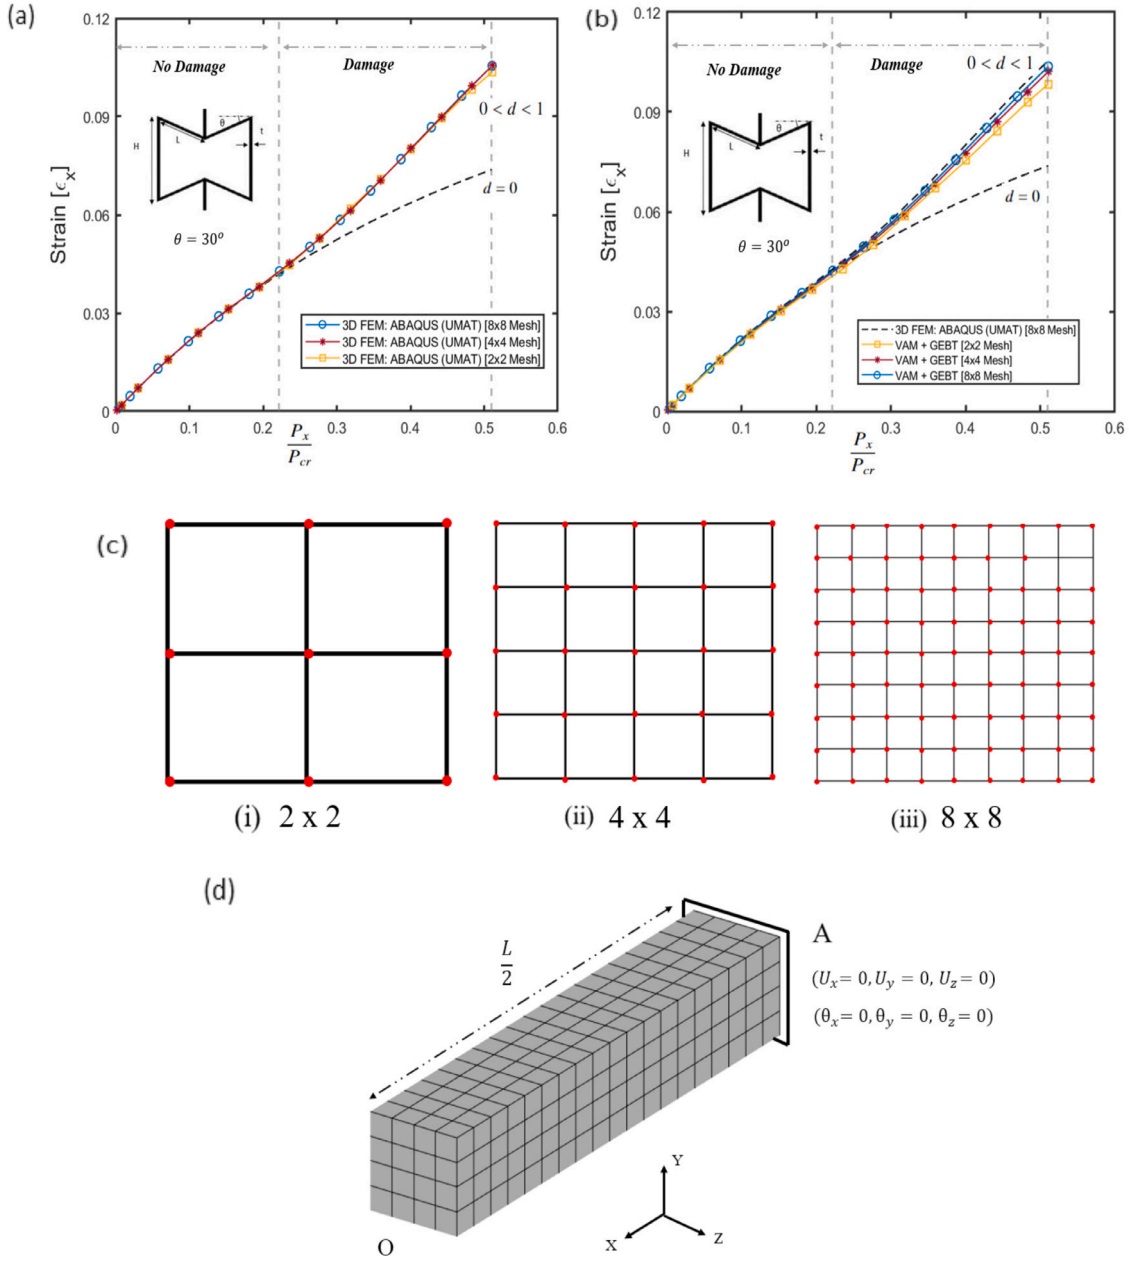 (a)
0.12
0.09
0.06
0.03
0
Strain [ϵx]
No Damage
Damage
0 < d < 1
d = 0
H
L
θ
t
θ = 30o
3D FEM: ABAQUS (UMAT) [8x8 Mesh]
3D FEM: ABAQUS (UMAT) [4x4 Mesh]
3D FEM: ABAQUS (UMAT) [2x2 Mesh]
0 0.1 0.2 0.3 0.4 0.5 0.6
Px
Pcr
(b)
0.12
0.09
0.06
0.03
0
Strain [ϵx]
No Damage
Damage
0 < d < 1
d = 0
H
L
θ
t
θ = 30o
3D FEM: ABAQUS (UMAT) [8x8 Mesh]
VAM + GEBT [2x2 Mesh]
VAM + GEBT [4x4 Mesh]
VAM + GEBT [8x8 Mesh]
0 0.1 0.2 0.3 0.4 0.5 0.6
Px
Pcr
(c)
(i) 2 x 2
(ii) 4 x 4
(iii) 8 x 8
(d)
L
2
A
(Ux= 0, Uy = 0, Uz= 0)
(θx= 0, θy = 0, θz= 0)
O
Y
X
Z